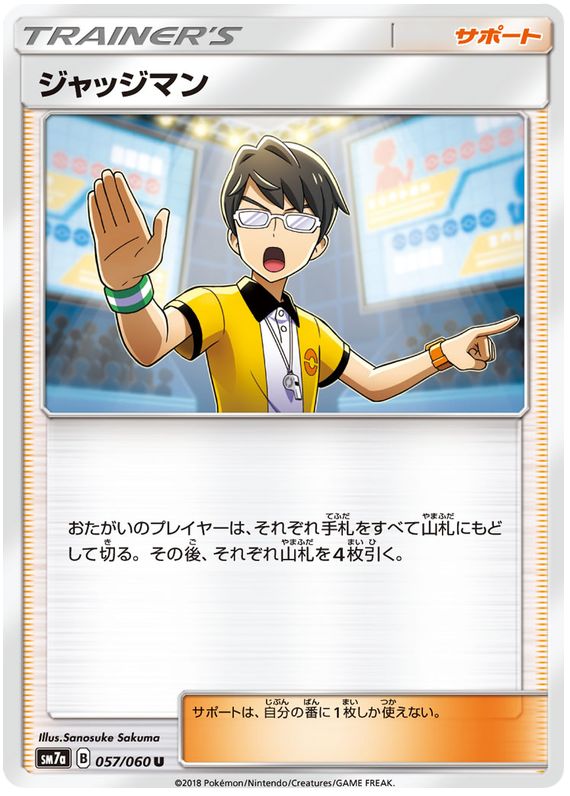 TRAINER'S
サポート
ジャッジマン
おたがいのプレイヤーは、それぞれ手札をすべて山札にもど
して切る。その後、それぞれ山札を4枚引く。
サポートは、自分の番に1枚しか使えない。
Illus.Sanosuke Sakuma
SM7a B 057/060 U
©2018 Pokémon/Nintendo/Creatures/GAME FREAK.